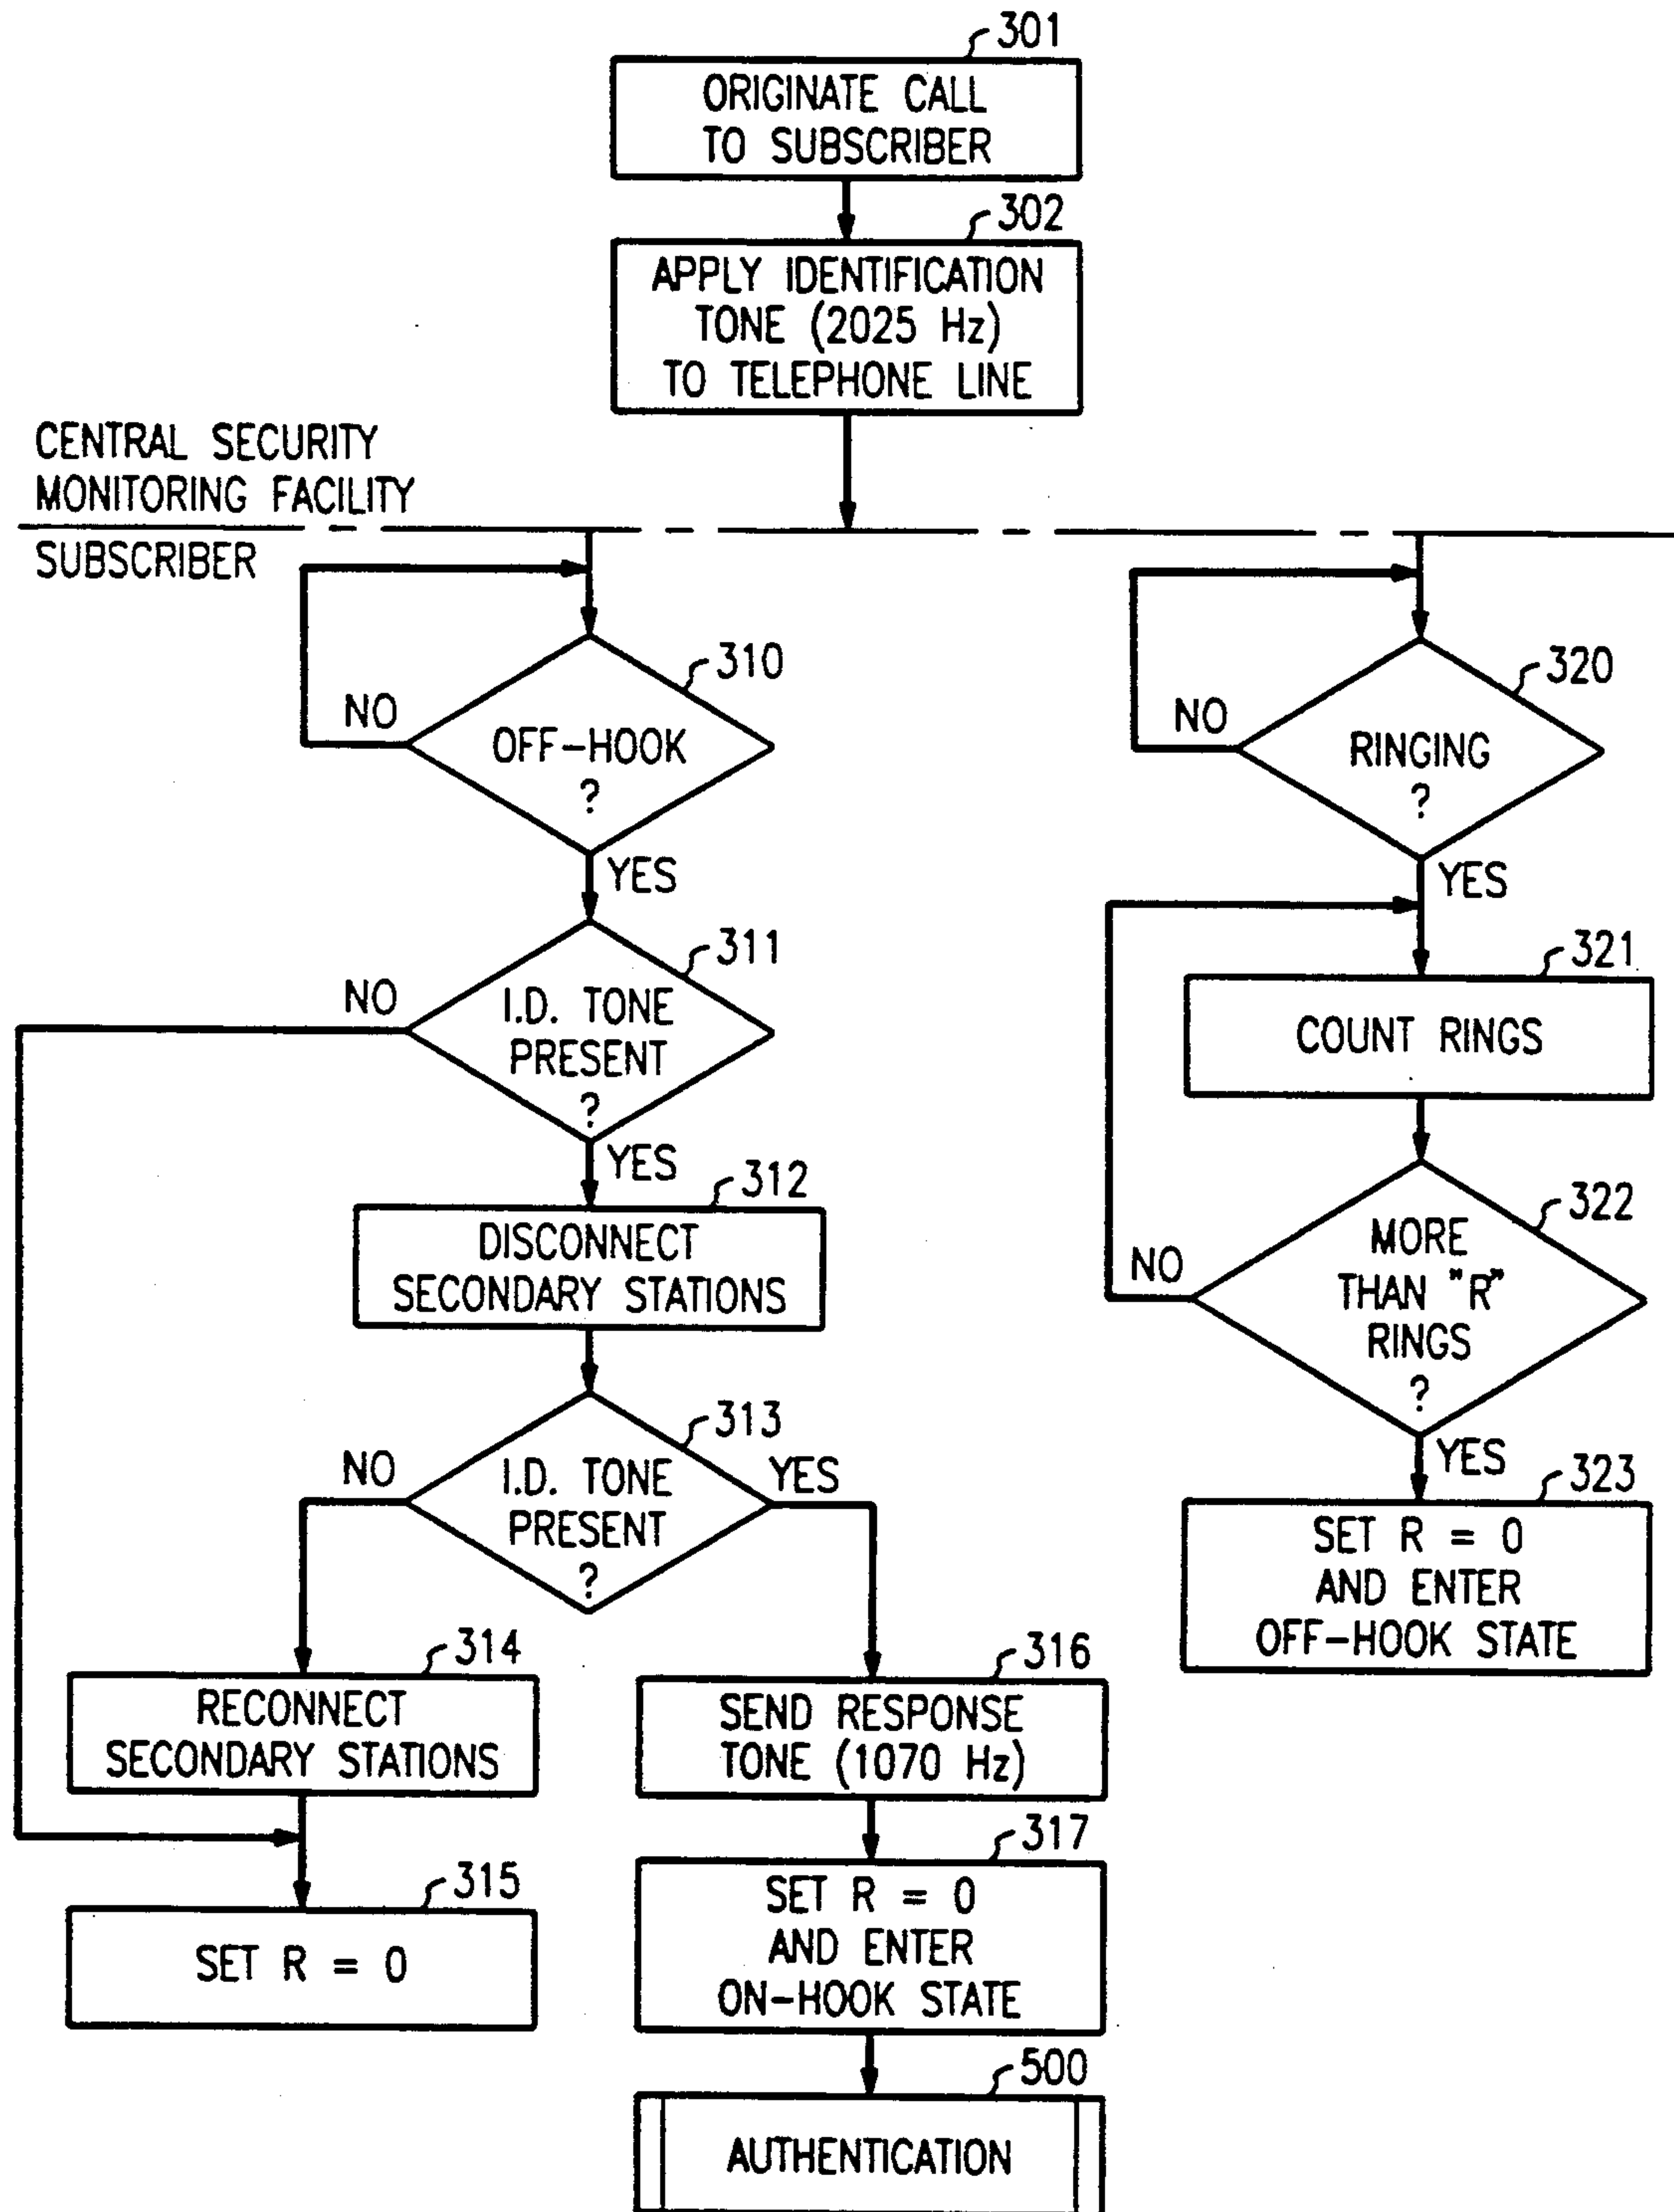 301
ORIGINATE CALL
TO SUBSCRIBER
302
APPLY IDENTIFICATION
TONE (2025 Hz)
TO TELEPHONE LINE
CENTRAL SECURITY
MONITORING FACILITY
SUBSCRIBER
310
NO
OFF-HOOK
?
YES
311
NO
I.D. TONE
PRESENT
?
YES
312
DISCONNECT
SECONDARY STATIONS
313
NO
I.D. TONE
PRESENT
?
YES
314
RECONNECT
SECONDARY STATIONS
315
SET R = 0
316
SEND RESPONSE
TONE (1070 Hz)
317
SET R = 0
AND ENTER
ON-HOOK STATE
500
AUTHENTICATION
320
NO
RINGING
?
YES
321
COUNT RINGS
322
NO
MORE
THAN "R"
RINGS
?
YES
323
SET R = 0
AND ENTER
OFF-HOOK STATE